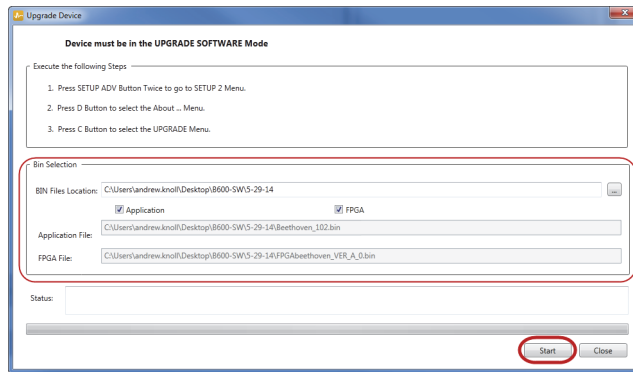 Upgrade Device
Device must be in the UPGRADE SOFTWARE Mode
Execute the following Steps
1. Press SETUP ADV Button Twice to go to SETUP 2 Menu.
2. Press D Button to select the About ... Menu.
3. Press C Button to select the UPGRADE Menu.
Bin Selection
BIN Files Location: C:\Users\andrew.knoll\Desktop\B600-SW\5-29-14 ...
Application FPGA
Application File: C:\Users\andrew.knoll\Desktop\B600-SW\5-29-14\Beethoven_102.bin
FPGA File: C:\Users\andrew.knoll\Desktop\B600-SW\5-29-14\FPGAbeethoven_VER_A_0.bin
Status:
Start Close